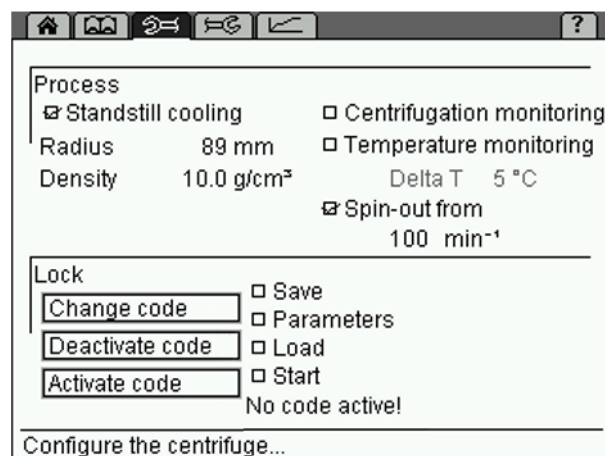 ?
Process
Standstill cooling
Centrifugation monitoring
Radius 89 mm
Temperature monitoring
Density 10.0 g/cm³
Delta T 5 °C
Spin-out from
100 min⁻¹
Lock
Change code
Save
Parameters
Deactivate code
Load
Activate code
Start
No code active!
Configure the centrifuge...